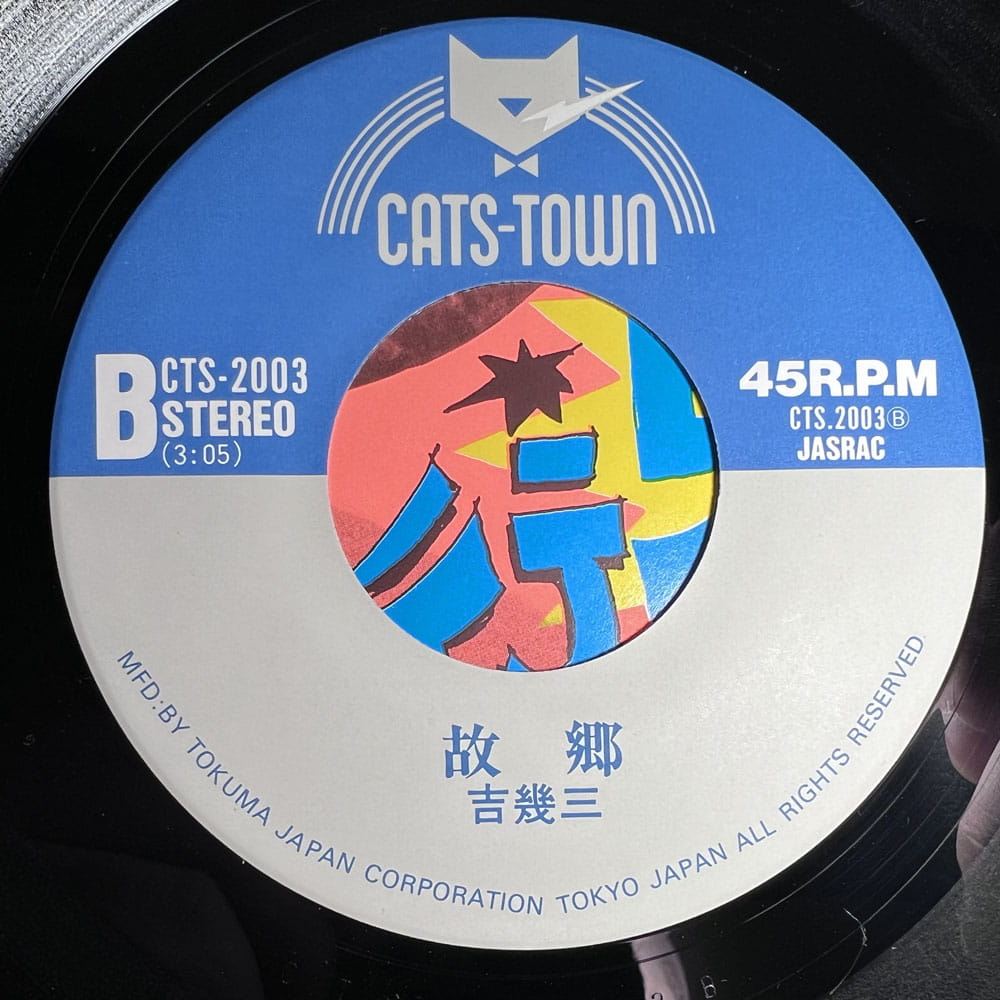 CATS-TOWN
B
CTS-2003
STEREO
(3:05)
45R.P.M
CTS.2003Ⓑ
JASRAC
故 郷
吉幾三
MFD:BY TOKUMA JAPAN CORPORATION TOKYO JAPAN ALL RIGHTS RESERVED.